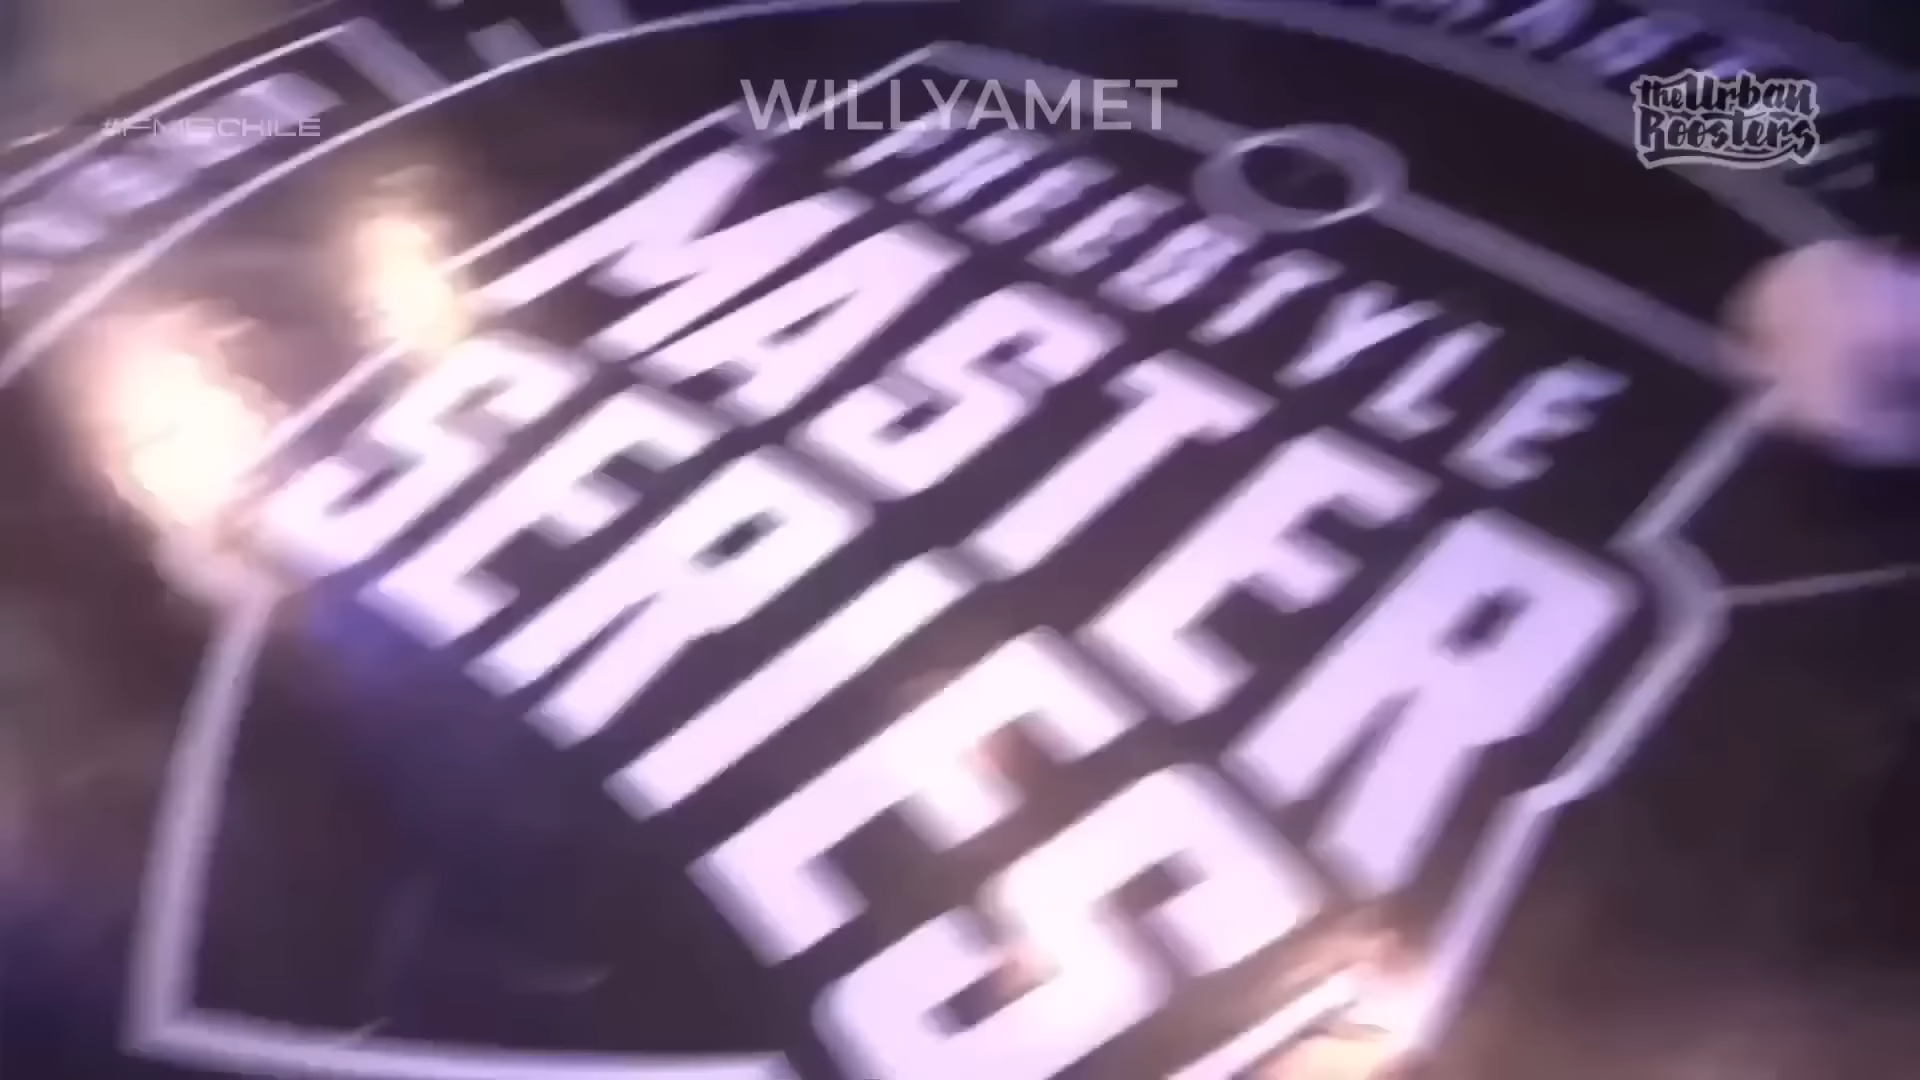 WILLYAMET
#FMSCHILE
the Urban
Roosters
FREESTYLE
MASTER
SERIES